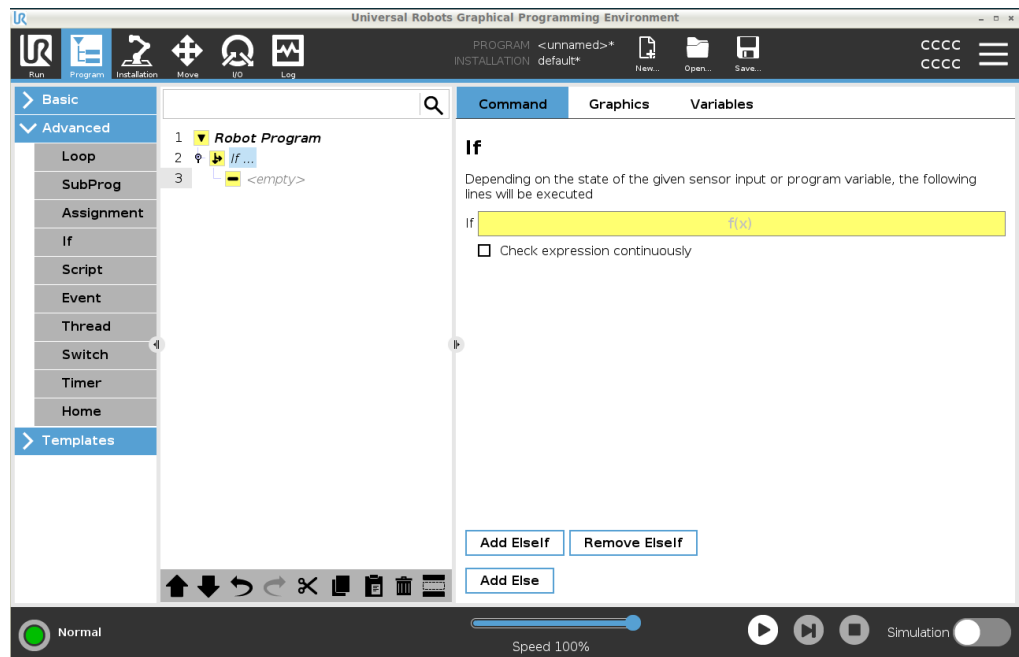 Universal Robots Graphical Programming Environment
UR
PROGRAM <unnamed>*
INSTALLATION default*
Run Program Installation Move I/O Log
New... Open... Save...
CCCC
CCCC
Basic
Advanced
Loop
SubProg
Assignment
If
Script
Event
Thread
Switch
Timer
Home
Templates
1 Robot Program
2 If ...
3 <empty>
Command Graphics Variables
If
Depending on the state of the given sensor input or program variable, the following
lines will be executed
If f(x)
Check expression continuously
Add ElseIf Remove ElseIf
Add Else
Normal
Speed 100%
Simulation